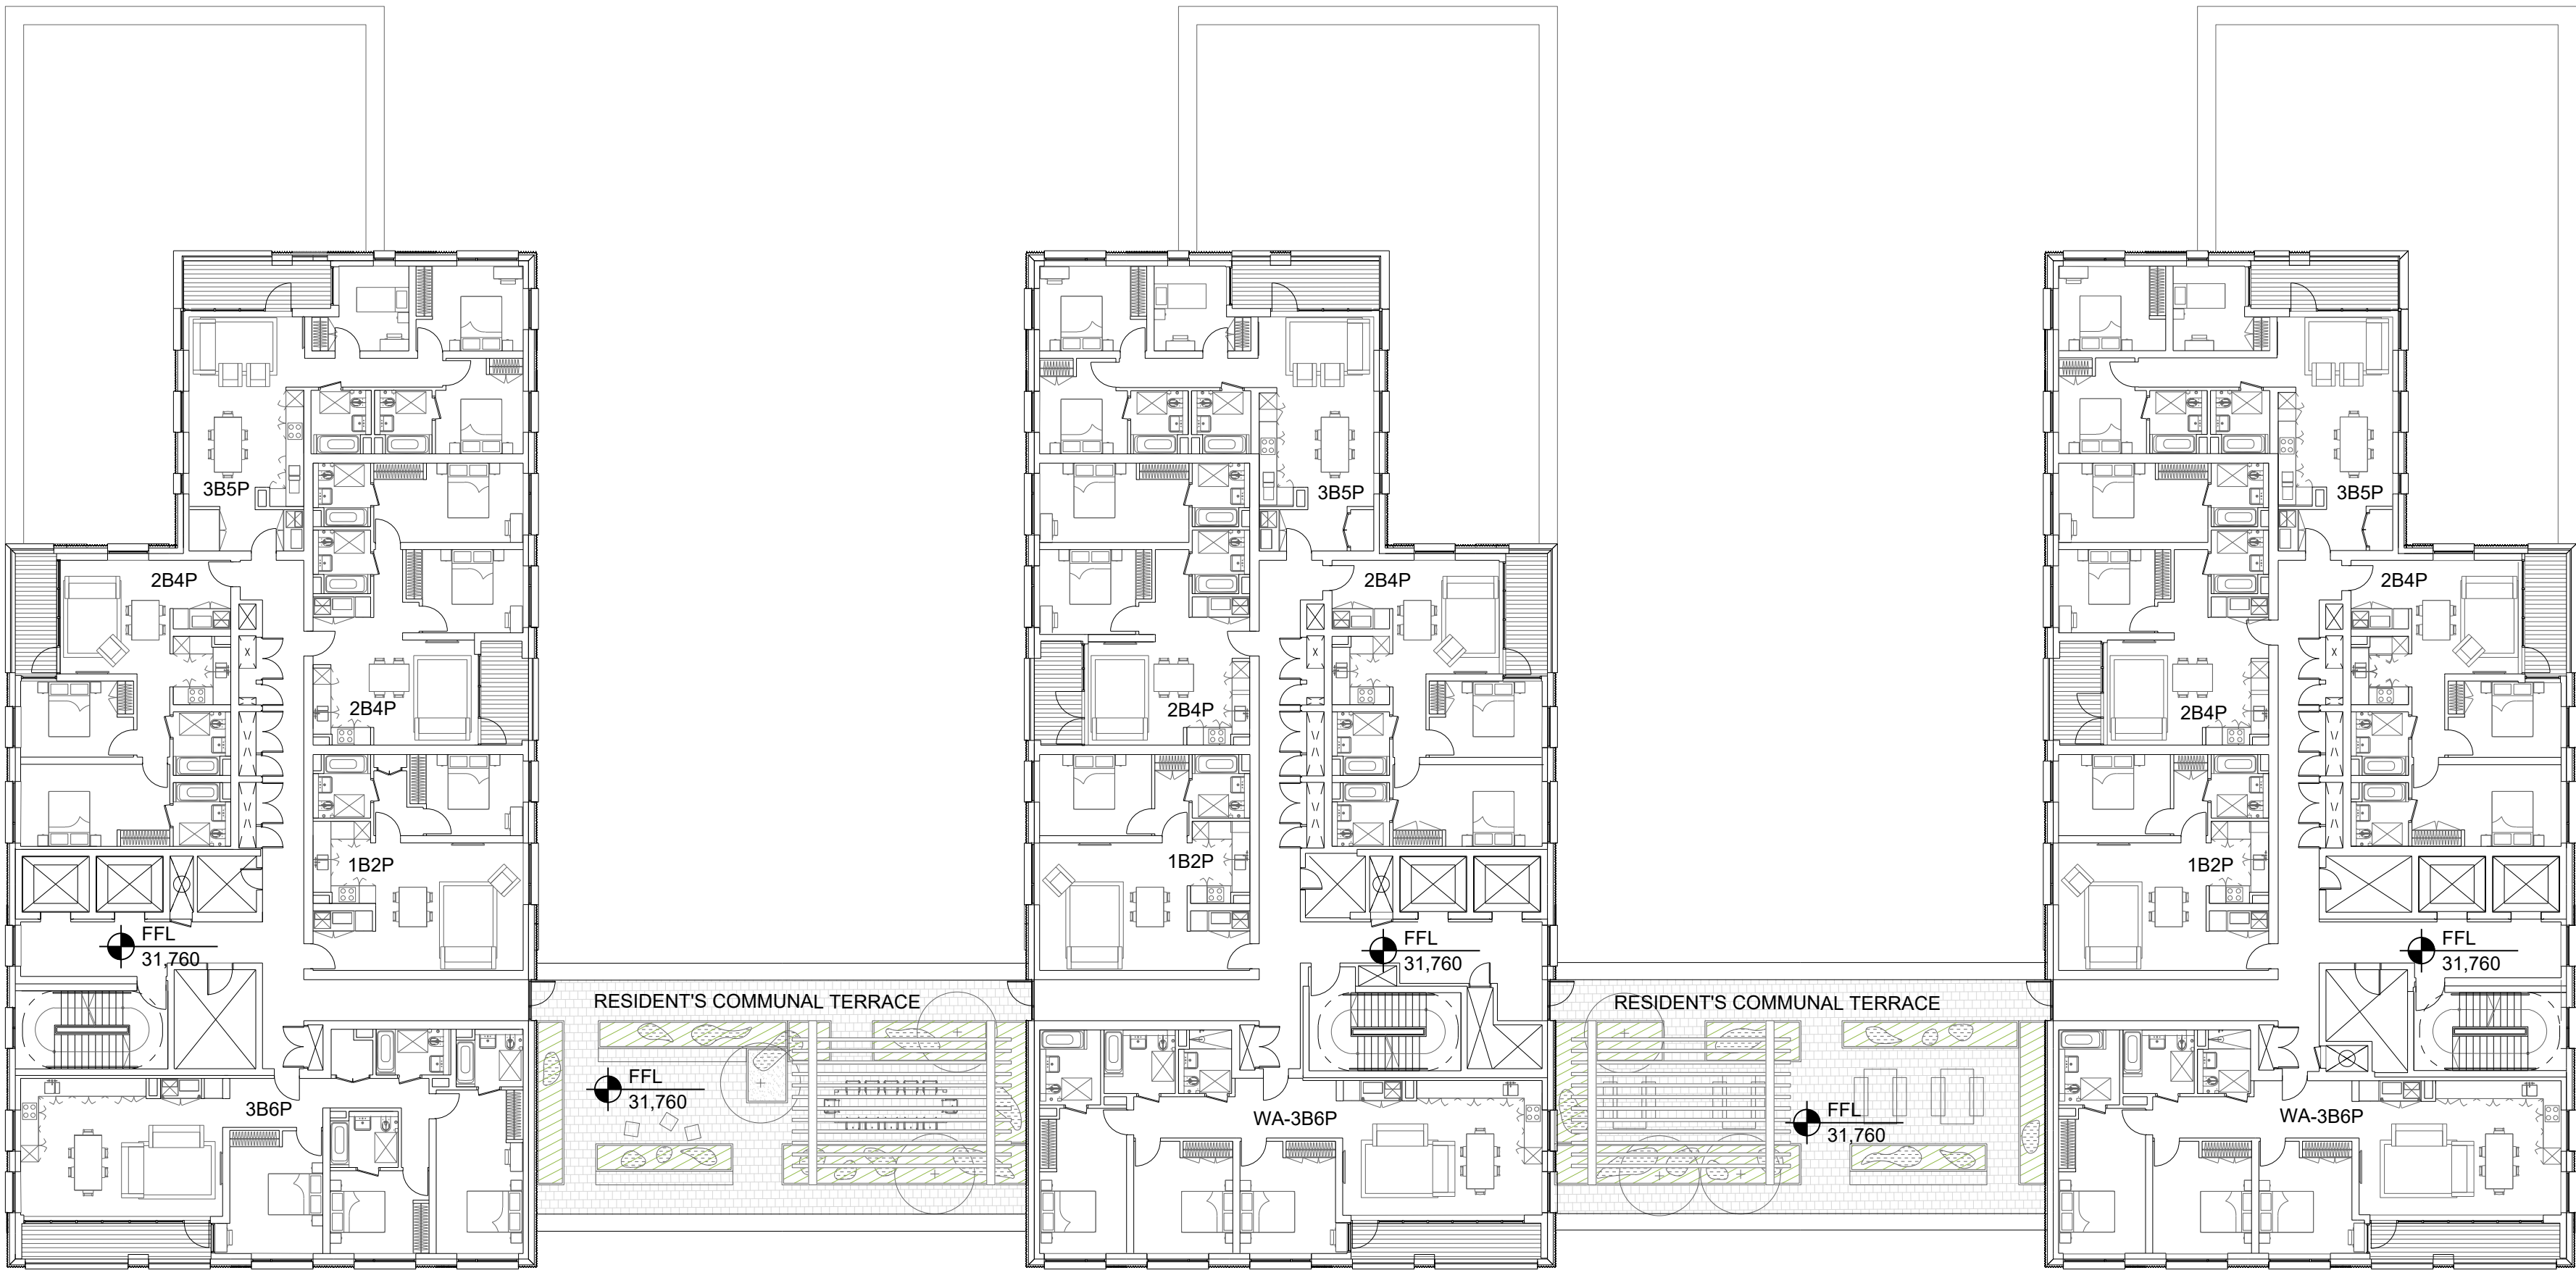 3B5P
3B5P
3B5P
2B4P
2B4P
2B4P
2B4P
2B4P
2B4P
1B2P
1B2P
1B2P
FFL
31,760
FFL
31,760
FFL
31,760
RESIDENT'S COMMUNAL TERRACE
RESIDENT'S COMMUNAL TERRACE
FFL
31,760
FFL
31,760
3B6P
WA-3B6P
WA-3B6P